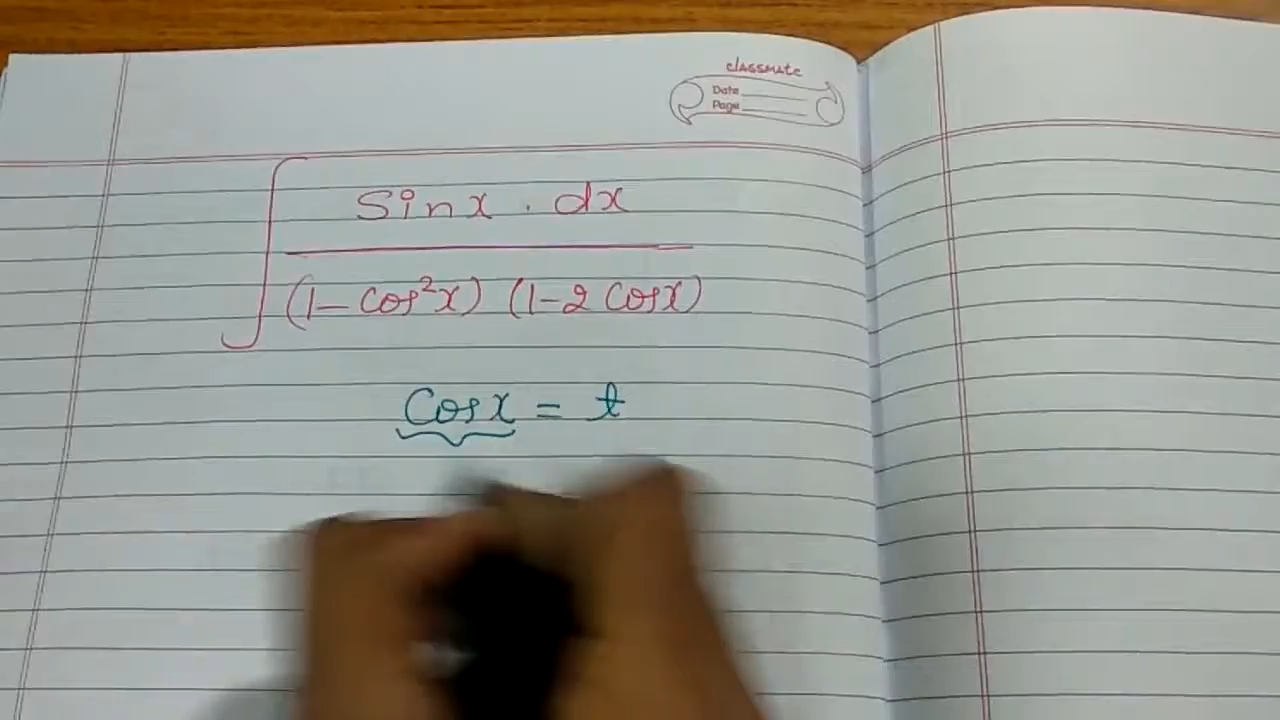 classmate
Date
Page
∫ sinx . dx
(1 - cos²x) (1 - 2 cosx)
cosx = t